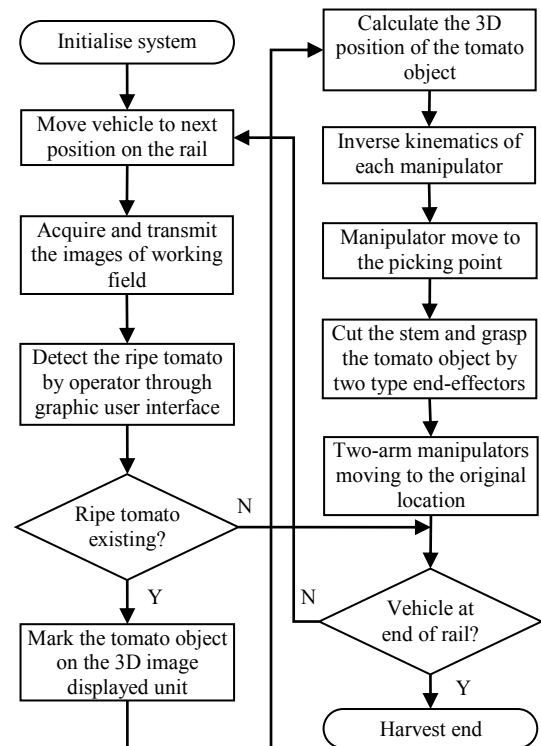 Initialise system
Move vehicle to next
position on the rail
Acquire and transmit
the images of working
field
Detect the ripe tomato
by operator through
graphic user interface
Ripe tomato
existing?
N
Y
Mark the tomato object
on the 3D image
displayed unit
Calculate the 3D
position of the tomato
object
Inverse kinematics of
each manipulator
Manipulator move to
the picking point
Cut the stem and grasp
the tomato object by
two type end-effectors
Two-arm manipulators
moving to the original
location
Vehicle at
end of rail?
N
Y
Harvest end